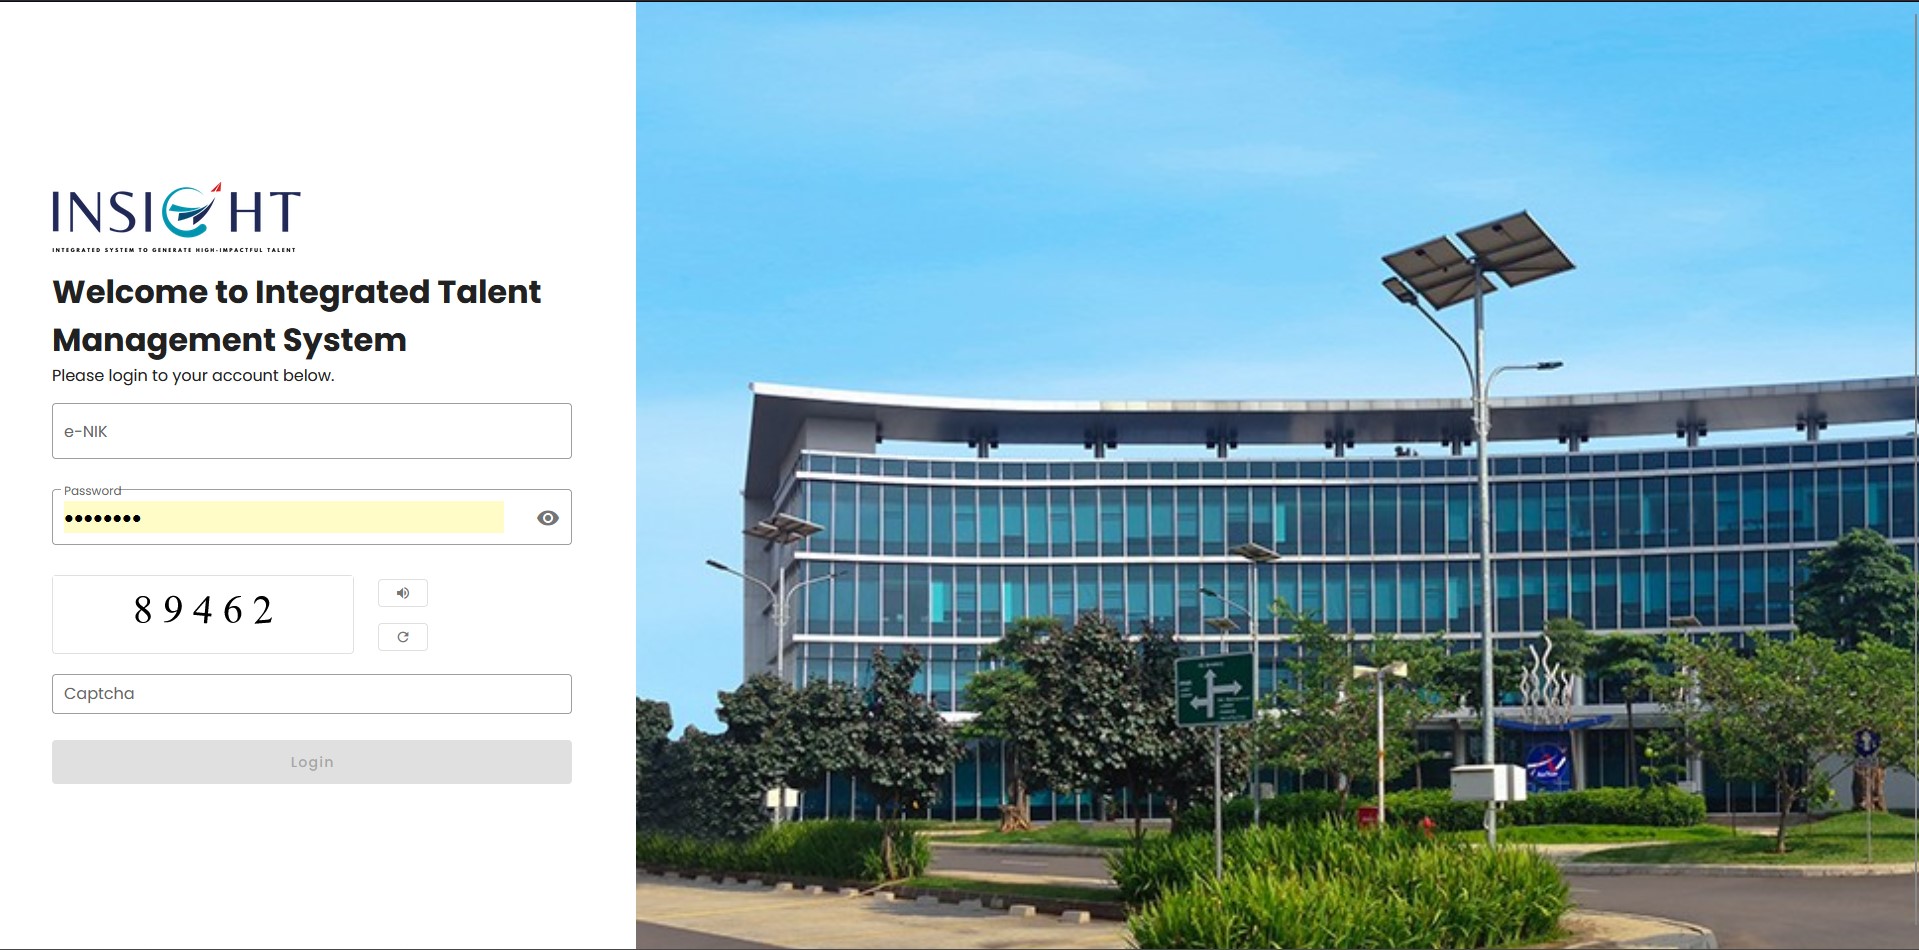 INSIGHT
INTEGRATED SYSTEM TO GENERATE HIGH-IMPACTFUL TALENT
Welcome to Integrated Talent
Management System
Please login to your account below.
e-NIK
Password
••••••••
89462
Captcha
Login